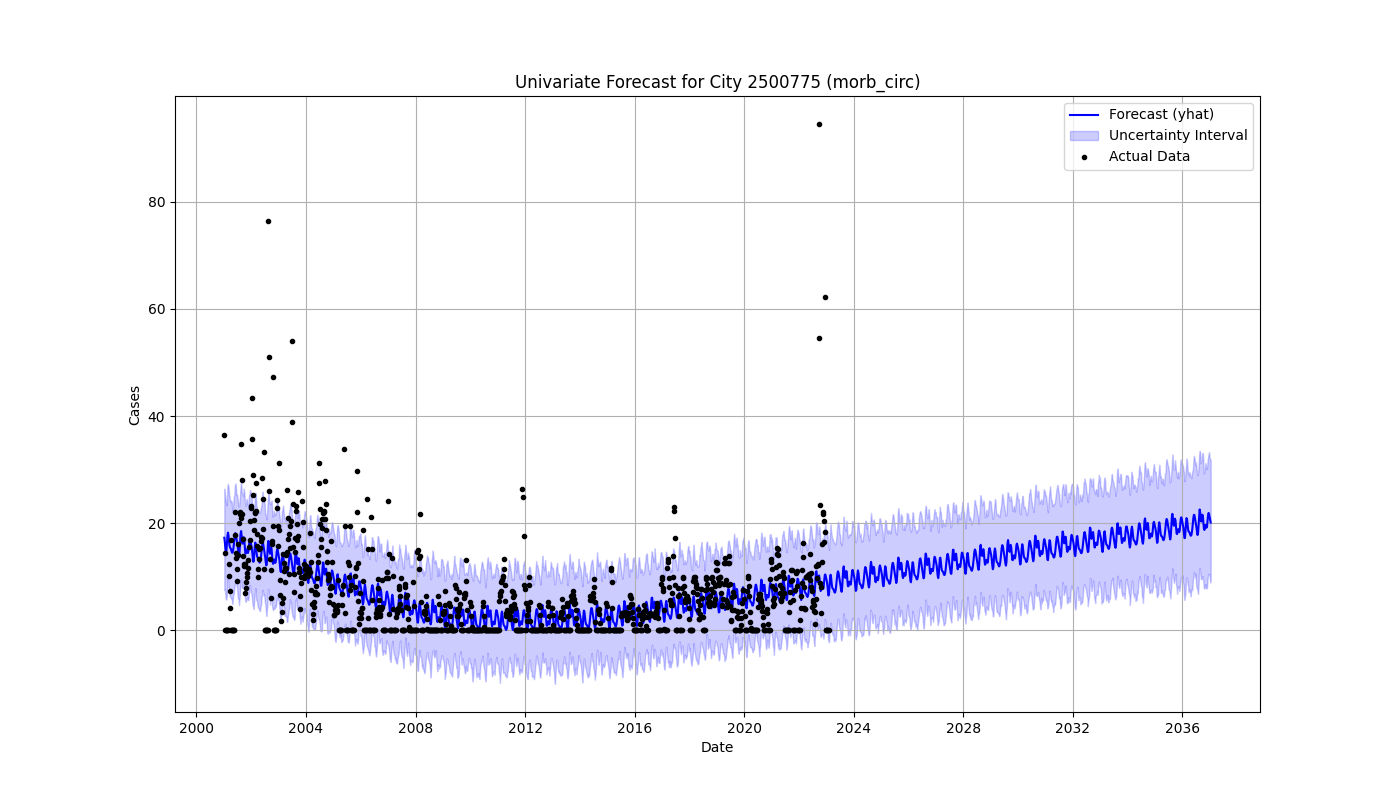 Univariate Forecast for City 2500775 (morb_circ)
Forecast (yhat)
Uncertainty Interval
Actual Data
Cases
80
60
40
20
0
2000 2004 2008 2012 2016 2020 2024 2028 2032 2036
Date